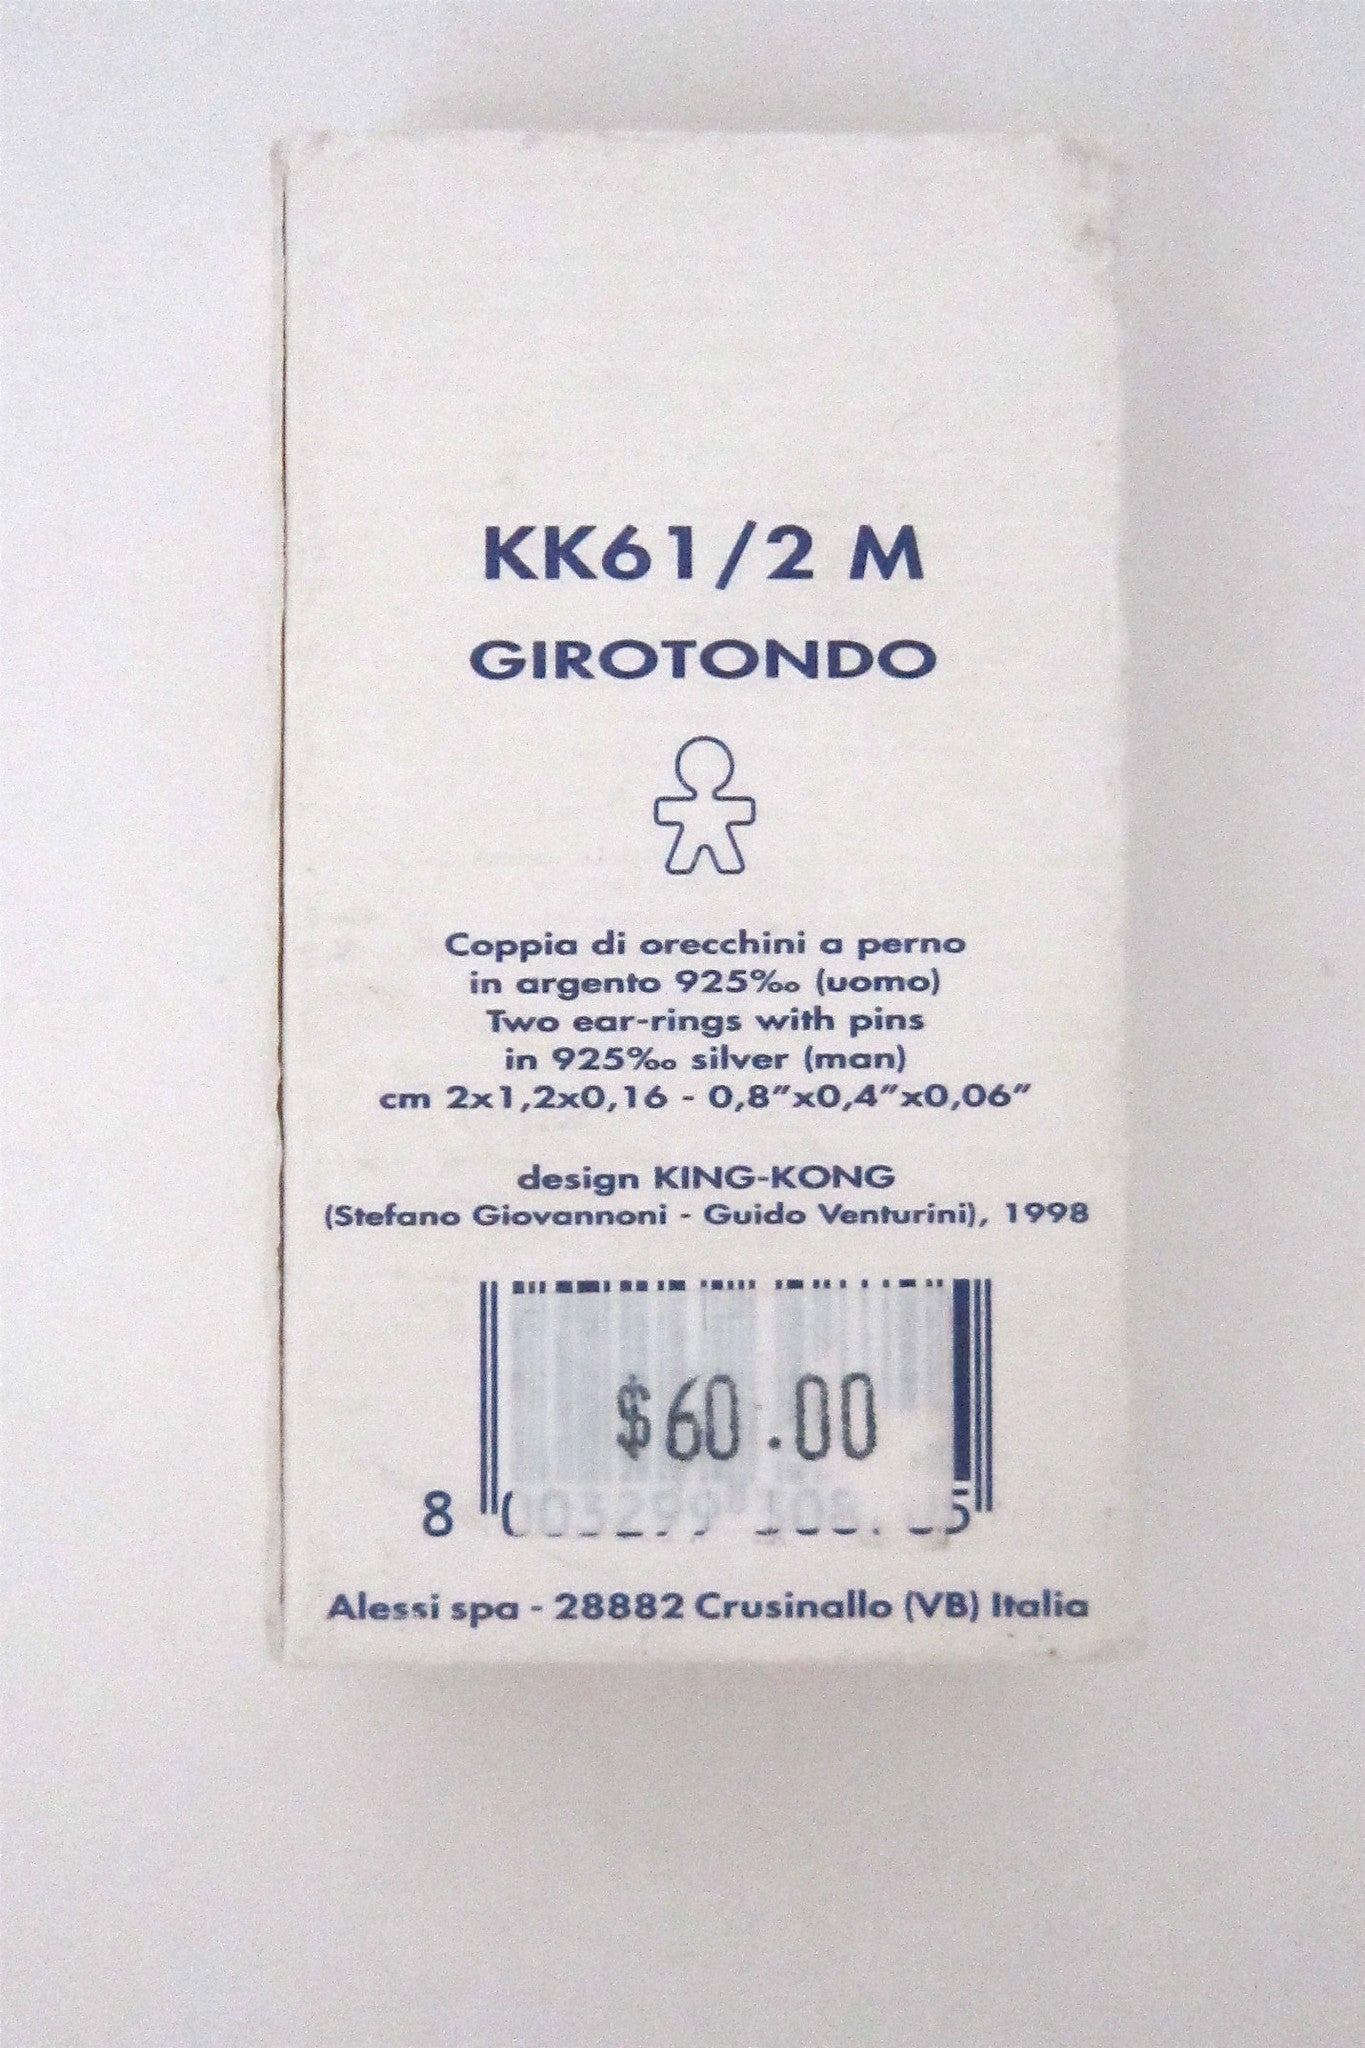 KK61/2 M
GIROTONDO
Coppia di orecchini a perno
in argento 925‰ (uomo)
Two ear-rings with pins
in 925‰ silver (man)
cm 2x1,2x0,16 - 0,8"x0,4"x0,06"
design KING-KONG
(Stefano Giovannoni - Guido Venturini), 1998
$60.00
8 003299
Alessi spa - 28882 Crusinallo (VB) Italia